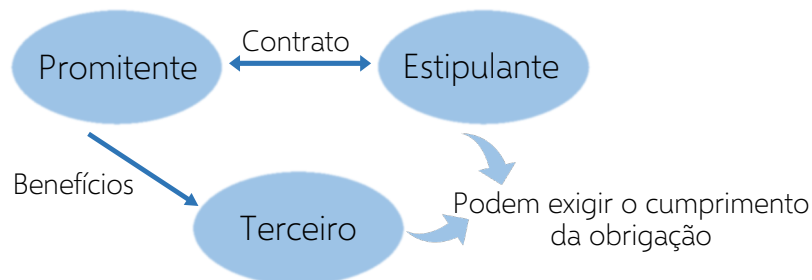 Contrato
Promitente
Estipulante
Benefícios
Terceiro
Podem exigir o cumprimento
da obrigação